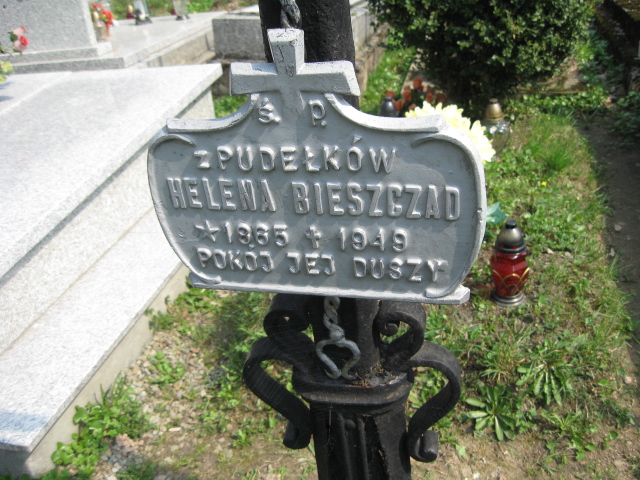 Ś. P.
z PUDEŁKÓW
HELENA BIESZCZAD
* 1865 + 1949
POKÓJ JEJ DUSZY